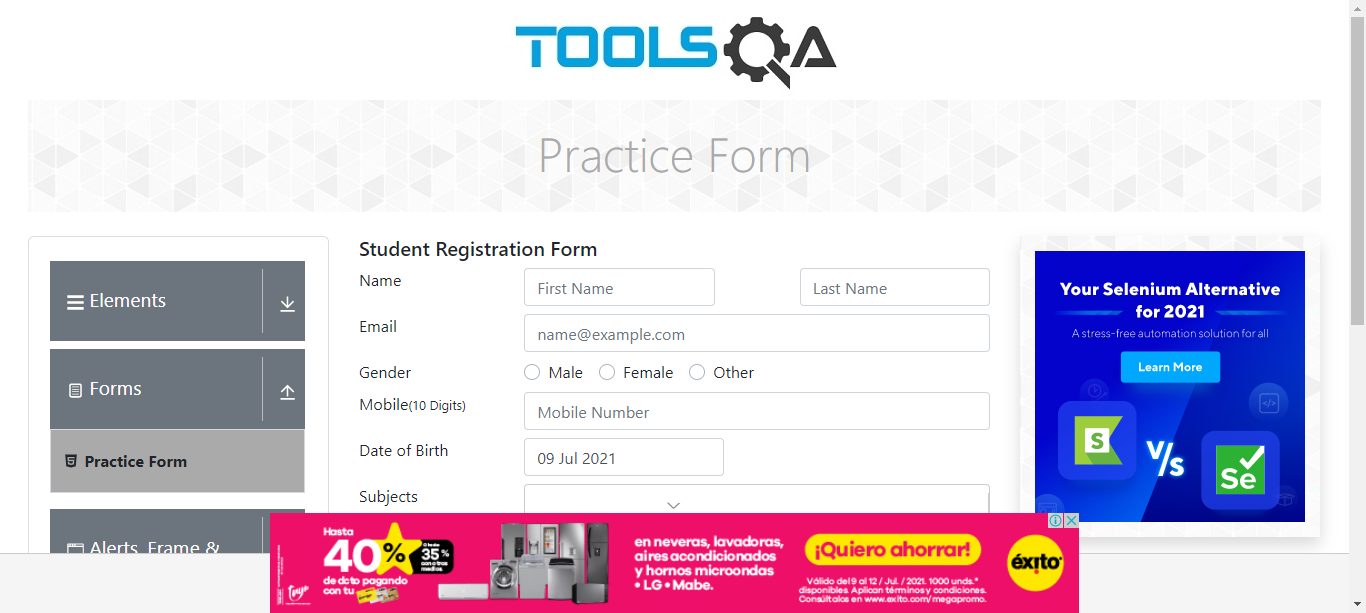 TOOLSQA
Practice Form
Elements
Forms
Practice Form
Alerts, Frame &
Student Registration Form
Name
First Name
Last Name
Email
name@example.com
Gender
Male
Female
Other
Mobile(10 Digits)
Mobile Number
Date of Birth
09 Jul 2021
Subjects
Your Selenium Alternative
for 2021
A stress-free automation solution for all
Learn More
S
V/s
Se
Hasta
40%
de dcto pagando
con tu
ó hasta
35%
con otros
medios.
en neveras, lavadoras,
aires acondicionados
y hornos microondas
• LG • Mabe.
¡Quiero ahorrar!
Válido del 9 al 12 / Jul. / 2021. 1000 unds.*
disponibles. Aplican términos y condiciones.
Consúltalos en www.exito.com/megapromo.
éxito